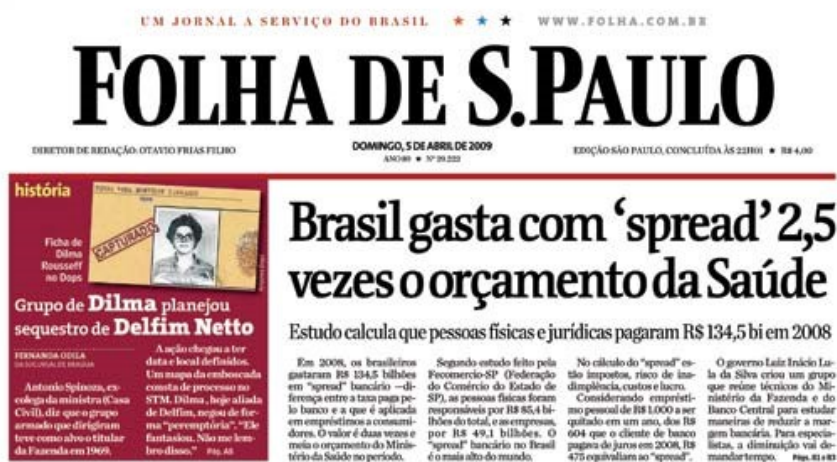 UM JORNAL A SERVIÇO DO BRASIL ★ ★ ★ WWW.FOLHA.COM.BR
FOLHA DE S.PAULO
DIRETOR DE REDAÇÃO: OTAVIO FRIAS FILHO
DOMINGO, 5 DE ABRIL DE 2009
ANO 89 ★ Nº 29.222
EDIÇÃO SÃO PAULO, CONCLUÍDA ÀS 22H01 ★ R$ 4,00
história
CAPTURADO
Ficha de
Dilma
Rousseff
no Dops
Grupo de Dilma planejou
sequestro de Delfim Netto
FERNANDA ODILLA
DA SUCURSAL DE BRASÍLIA
Antonio Espinosa, ex-
colega da ministra (Casa
Civil), diz que o grupo
armado que dirigiram
teve como alvo o titular
da Fazenda em 1969.
A ação chegou a ter
data e local definidos.
Um mapa da emboscada
consta de processo no
STM. Dilma, hoje aliada
de Delfim, negou de for-
ma "peremptória". "Ele
fantasiou. Não me lem-
bro disso." Pág. A8
Brasil gasta com 'spread' 2,5
vezes o orçamento da Saúde
Estudo calcula que pessoas físicas e jurídicas pagaram R$ 134,5 bi em 2008
Em 2008, os brasileiros
gastaram R$ 134,5 bilhões
em "spread" bancário —di-
ferença entre a taxa paga pe-
lo banco e a que é aplicada
em empréstimos a consumi-
dores. O valor é duas vezes e
meia o orçamento do Minis-
tério da Saúde no período.
Segundo estudo feito pela
Fecomercio-SP (Federação
do Comércio do Estado de
SP), as pessoas físicas foram
responsáveis por R$ 85,4 bi-
lhões do total, e as empresas,
por R$ 49,1 bilhões. O
"spread" bancário no Brasil
é o mais alto do mundo.
No cálculo do "spread" es-
tão impostos, risco de ina-
dimplência, custos e lucro.
Considerando emprésti-
mo pessoal de R$ 1.000 a ser
quitado em um ano, dos R$
604 que o cliente de banco
pagava de juros em 2008, R$
475 equivaliam ao "spread".
O governo Luiz Inácio Lu-
la da Silva criou um grupo
que reúne técnicos do Mi-
nistério da Fazenda e do
Banco Central para estudar
maneiras de reduzir a mar-
gem bancária. Para especia-
listas, a diminuição vai de-
mandar tempo.